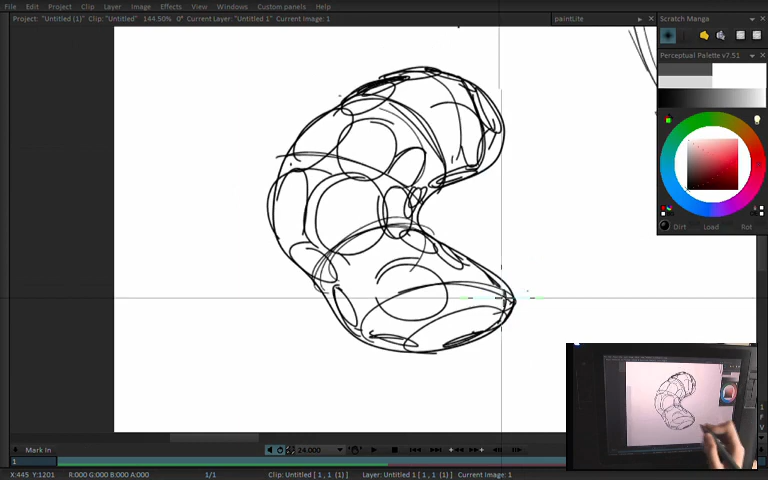 File Edit Project Clip Layer Image Effects View Windows Custom panels Help
Project: "Untitled (1)" Clip: "Untitled" 144.50% 0° Current Layer: "Untitled 1" Current Image: 1
paintLite
Scratch Manga
Perceptual Palette v7.51
Dirt Load Rot
Mark In
24.000
1
1
F
V
X:445 Y:1201 R:000 G:000 B:000 A:000 1/1 Clip: Untitled [ 1 , 1 (1) ] Layer: Untitled 1 [ 1 , 1 (1) ] Current Image: 1